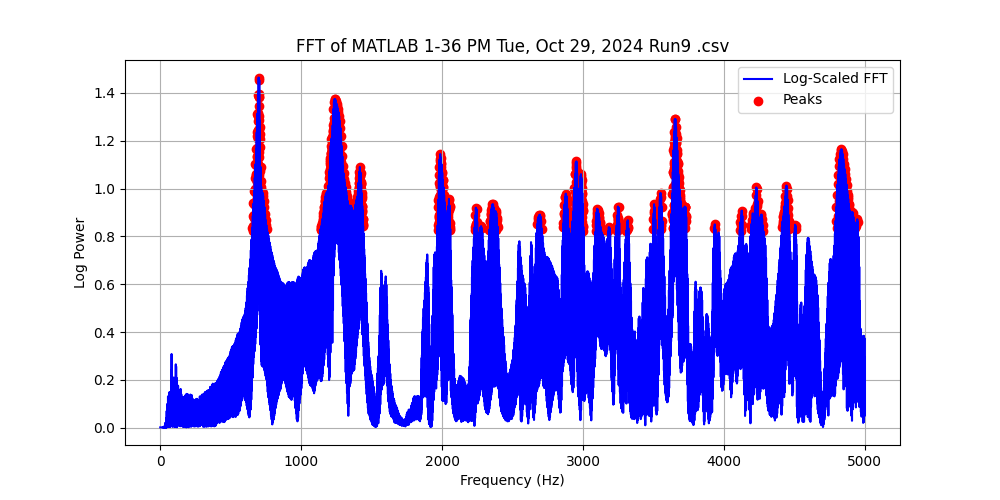 FFT of MATLAB 1-36 PM Tue, Oct 29, 2024 Run9 .csv
Log-Scaled FFT
Peaks
1.4
1.2
1.0
0.8
0.6
0.4
0.2
0.0
Log Power
0 1000 2000 3000 4000 5000
Frequency (Hz)